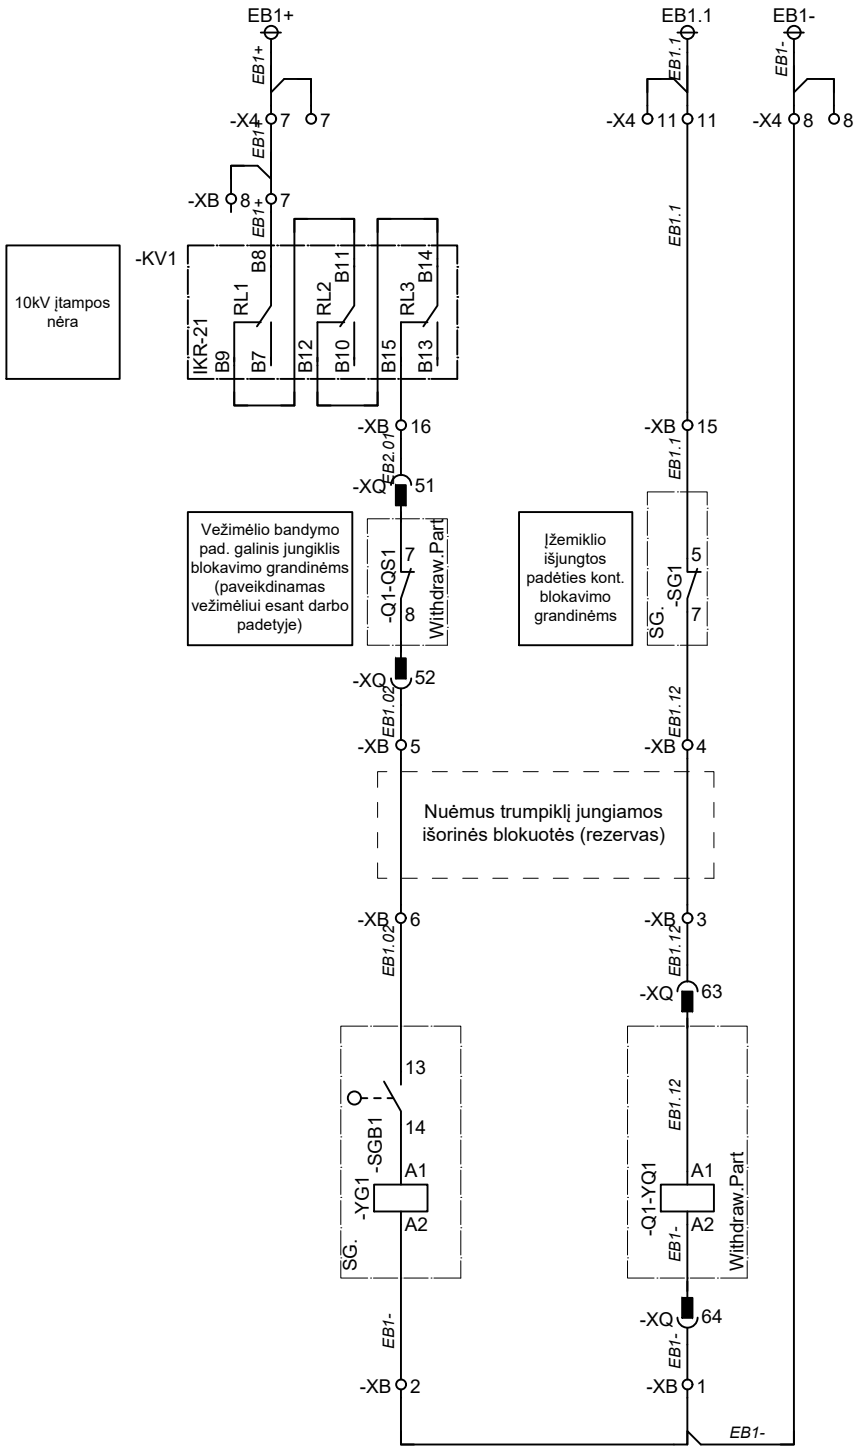 EB1+
EB1.1
EB1-
EB1+
EB1.1
EB1-
-X4 7 7
-X4 11 11
-X4 8 8
EB1+
-XB 8 7
EB1+
EB1.1
-KV1
10kV įtampos
nėra
IKR-21
B8
B11
B14
RL1
RL2
RL3
B9
B7
B12
B10
B15
B13
-XB 16
-XB 15
EB2.01
EB1.1
-XQ 51
Vežimėlio bandymo
pad. galinis jungiklis
blokavimo grandinėms
(paveikdinamas
vežimėliui esant darbo
padetyje)
-Q1-QS1
7
8
Withdraw.Part
Įžemiklio
išjungtos
padėties kont.
blokavimo
grandinėms
SG.
-SG1
5
7
-XQ 52
EB1.02
EB1.12
-XB 5
-XB 4
Nuėmus trumpiklį jungiamos
išorinės blokuotės (rezervas)
-XB 6
-XB 3
EB1.02
EB1.12
-XQ 63
13
14
-SGB1
EB1.12
-YG1
A1
A2
SG.
-Q1-YQ1
A1
A2
EB1-
Withdraw.Part
-XQ 64
EB1-
EB1-
-XB 2
-XB 1
EB1-